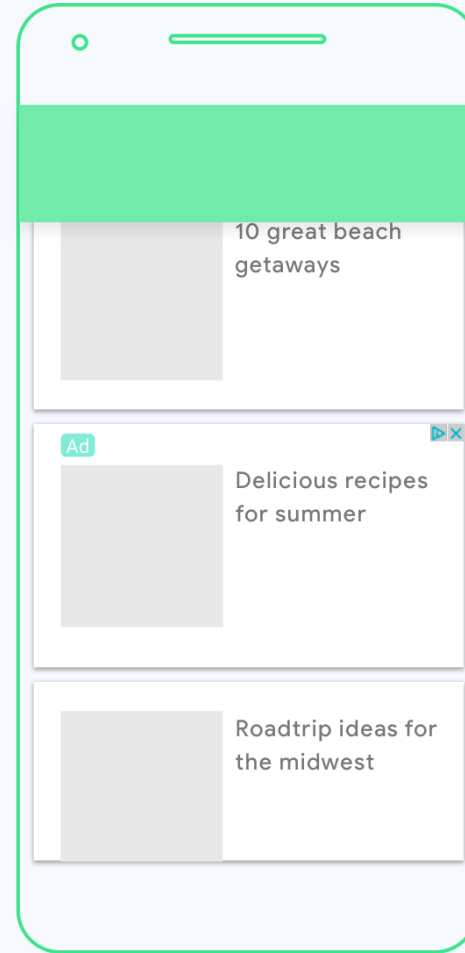 10 great beach
getaways
Ad
Delicious recipes
for summer
Roadtrip ideas for
the midwest